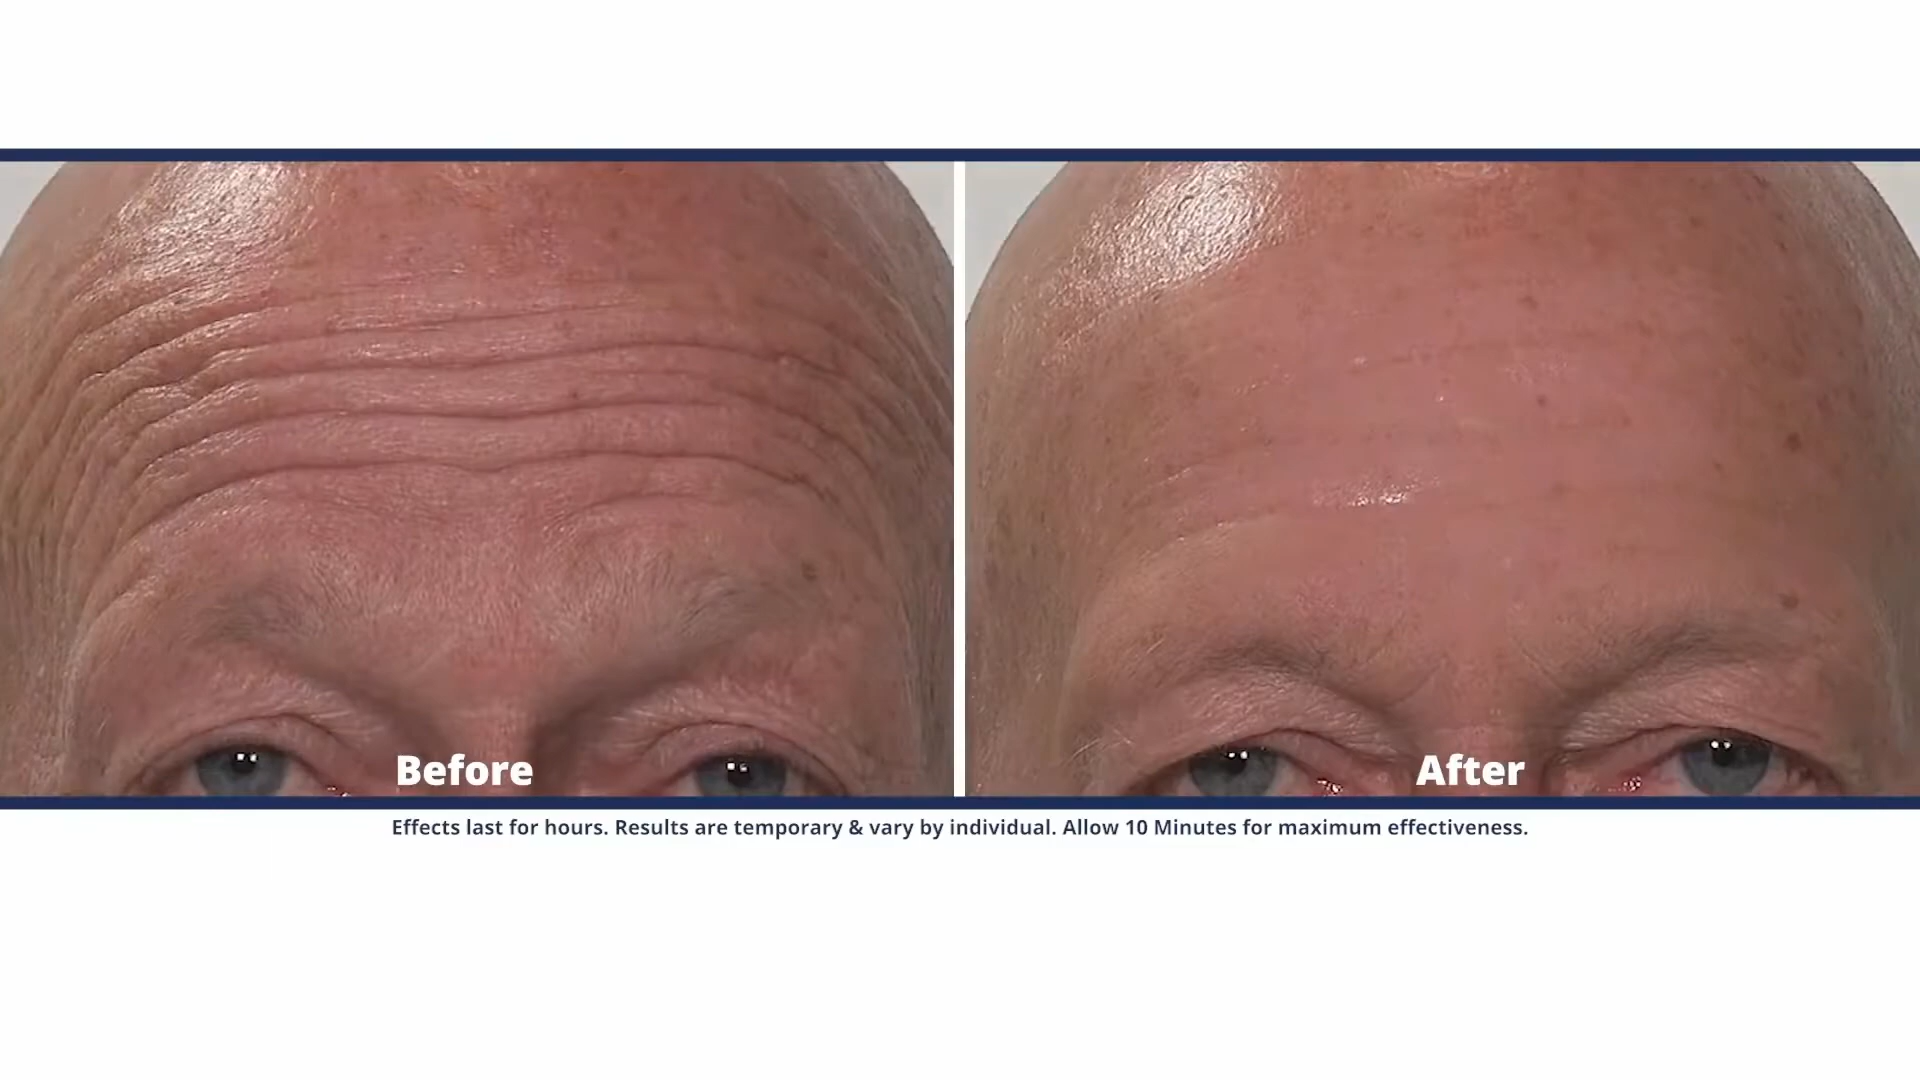 Before
After
Effects last for hours. Results are temporary & vary by individual. Allow 10 Minutes for maximum effectiveness.